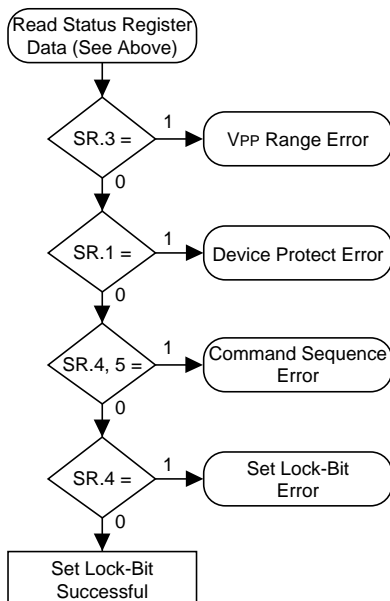 Read Status Register
Data (See Above)
SR.3 =
1
VPP Range Error
0
SR.1 =
1
Device Protect Error
0
SR.4, 5 =
1
Command Sequence
Error
0
SR.4 =
1
Set Lock-Bit
Error
0
Set Lock-Bit
Successful